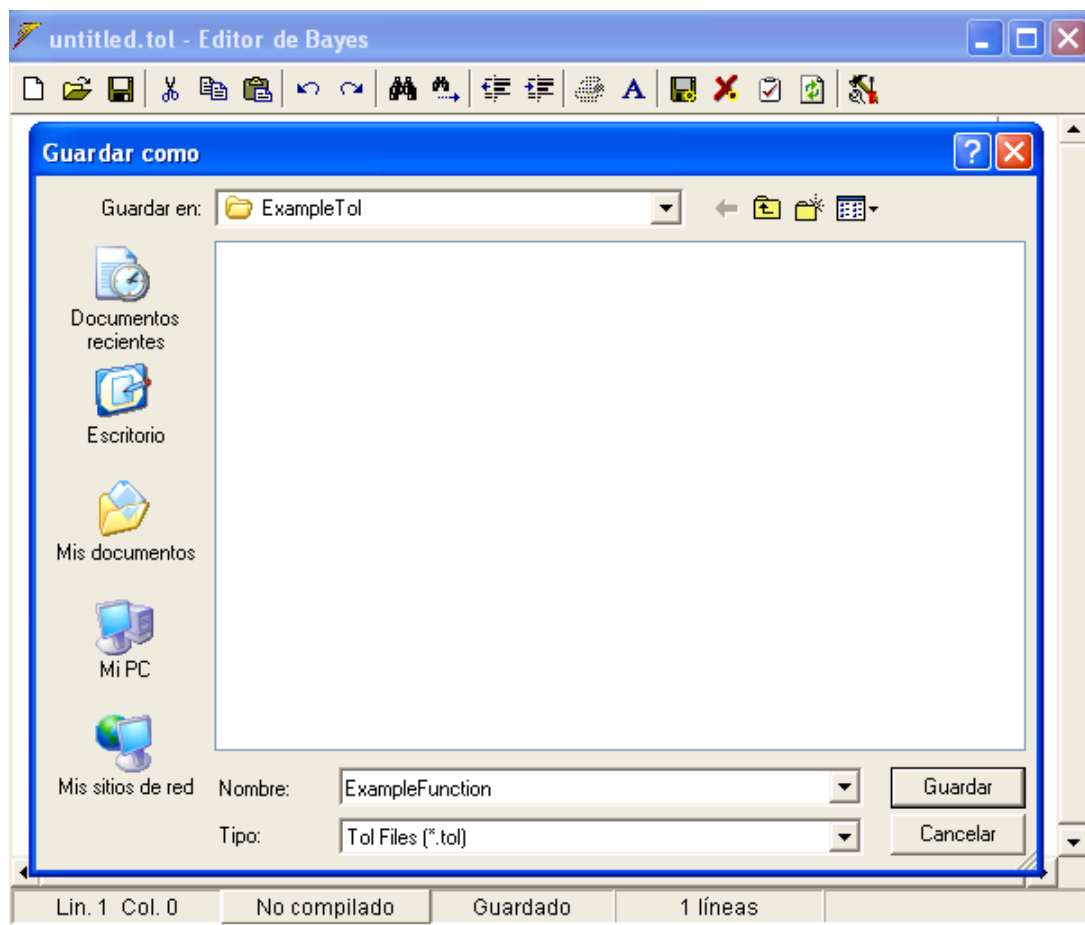 untitled.tol - Editor de Bayes
A
Guardar como
Guardar en: ExampleTol
Documentos
recientes
Escritorio
Mis documentos
Mi PC
Mis sitios de red
Nombre: ExampleFunction Guardar
Tipo: Tol Files (*.tol) Cancelar
Lin. 1 Col. 0 No compilado Guardado 1 líneas